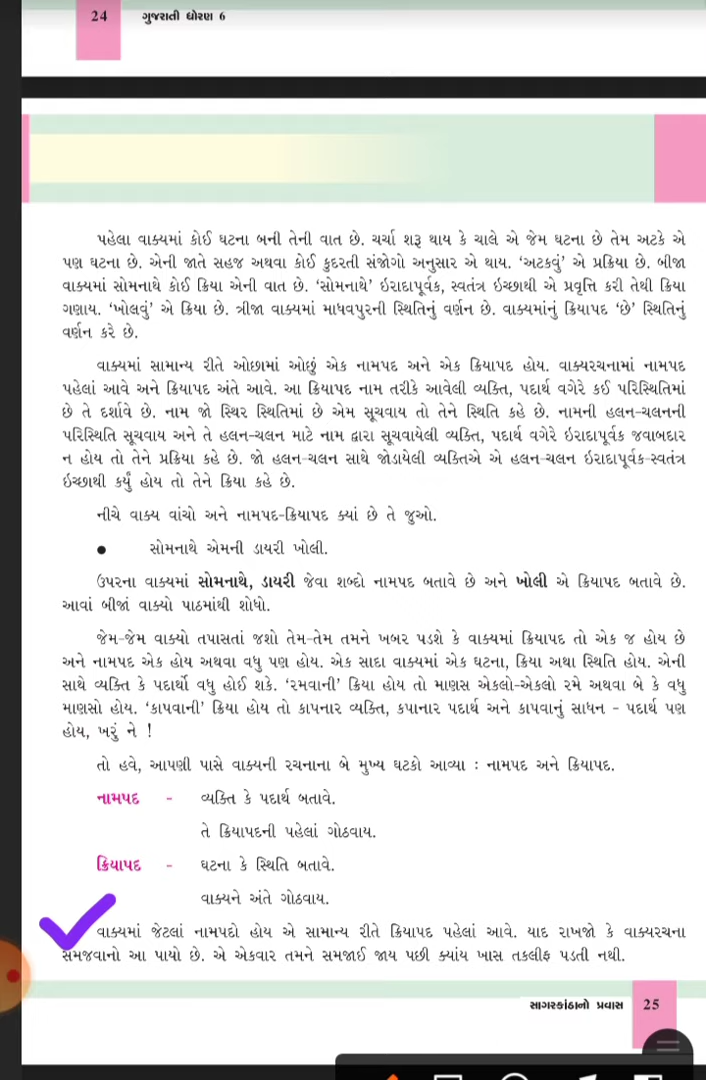 24 ગુજરાતી ધોરણ 6
પહેલા વાક્યમાં કોઈ ઘટના બની તેની વાત છે. ચર્ચા શરૂ થાય કે ચાલે એ જેમ ઘટના છે તેમ અટકે એ
પણ ઘટના છે. એની જાતે સહજ અથવા કોઈ કુદરતી સંજોગો અનુસાર એ થાય. ‘અટકવું’ એ પ્રક્રિયા છે. બીજા
વાક્યમાં સોમનાથે કોઈ ક્રિયા એની વાત છે. ‘સોમનાથે’ ઇરાદાપૂર્વક, સ્વતંત્ર ઇચ્છાથી એ પ્રવૃત્તિ કરી તેથી ક્રિયા
ગણાય. ‘ખોલવું’ એ ક્રિયા છે. ત્રીજા વાક્યમાં માધવપુરની સ્થિતિનું વર્ણન છે. વાક્યમાંનું ક્રિયાપદ ‘છે’ સ્થિતિનું
વર્ણન કરે છે.
વાક્યમાં સામાન્ય રીતે ઓછામાં ઓછું એક નામપદ અને એક ક્રિયાપદ હોય. વાક્યરચનામાં નામપદ
પહેલાં આવે અને ક્રિયાપદ અંતે આવે. આ ક્રિયાપદ નામ તરીકે આવેલી વ્યક્તિ, પદાર્થ વગેરે કઈ પરિસ્થિતિમાં
છે તે દર્શાવે છે. નામ જો સ્થિર સ્થિતિમાં છે એમ સૂચવાય તો તેને સ્થિતિ કહે છે. નામની હલન-ચલનની
પરિસ્થિતિ સૂચવાય અને તે હલન-ચલન માટે નામ દ્વારા સૂચવાયેલી વ્યક્તિ, પદાર્થ વગેરે ઇરાદાપૂર્વક જવાબદાર
ન હોય તો તેને પ્રક્રિયા કહે છે. જો હલન-ચલન સાથે જોડાયેલી વ્યક્તિએ એ હલન-ચલન ઇરાદાપૂર્વક-સ્વતંત્ર
ઇચ્છાથી કર્યું હોય તો તેને ક્રિયા કહે છે.
નીચે વાક્ય વાંચો અને નામપદ-ક્રિયાપદ ક્યાં છે તે જુઓ.
● સોમનાથે એમની ડાયરી ખોલી.
ઉપરના વાક્યમાં સોમનાથે, ડાયરી જેવા શબ્દો નામપદ બતાવે છે અને ખોલી એ ક્રિયાપદ બતાવે છે.
આવાં બીજાં વાક્યો પાઠમાંથી શોધો.
જેમ-જેમ વાક્યો તપાસતાં જશો તેમ-તેમ તમને ખબર પડશે કે વાક્યમાં ક્રિયાપદ તો એક જ હોય છે
અને નામપદ એક હોય અથવા વધુ પણ હોય. એક સાદા વાક્યમાં એક ઘટના, ક્રિયા અથા સ્થિતિ હોય. એની
સાથે વ્યક્તિ કે પદાર્થો વધુ હોઈ શકે. ‘રમવાની’ ક્રિયા હોય તો માણસ એકલો-એકલો રમે અથવા બે કે વધુ
માણસો હોય. ‘કાપવાની’ ક્રિયા હોય તો કાપનાર વ્યક્તિ, કપાનાર પદાર્થ અને કાપવાનું સાધન - પદાર્થ પણ
હોય, ખરું ને !
તો હવે, આપણી પાસે વાક્યની રચનાના બે મુખ્ય ઘટકો આવ્યા : નામપદ અને ક્રિયાપદ.
નામપદ - વ્યક્તિ કે પદાર્થ બતાવે.
તે ક્રિયાપદની પહેલાં ગોઠવાય.
ક્રિયાપદ - ઘટના કે સ્થિતિ બતાવે.
વાક્યને અંતે ગોઠવાય.
વાક્યમાં જેટલાં નામપદો હોય એ સામાન્ય રીતે ક્રિયાપદ પહેલાં આવે. યાદ રાખજો કે વાક્યરચના
સમજવાનો આ પાયો છે. એ એકવાર તમને સમજાઈ જાય પછી ક્યાંય ખાસ તકલીફ પડતી નથી.
સાગરકાંઠાનો પ્રવાસ 25